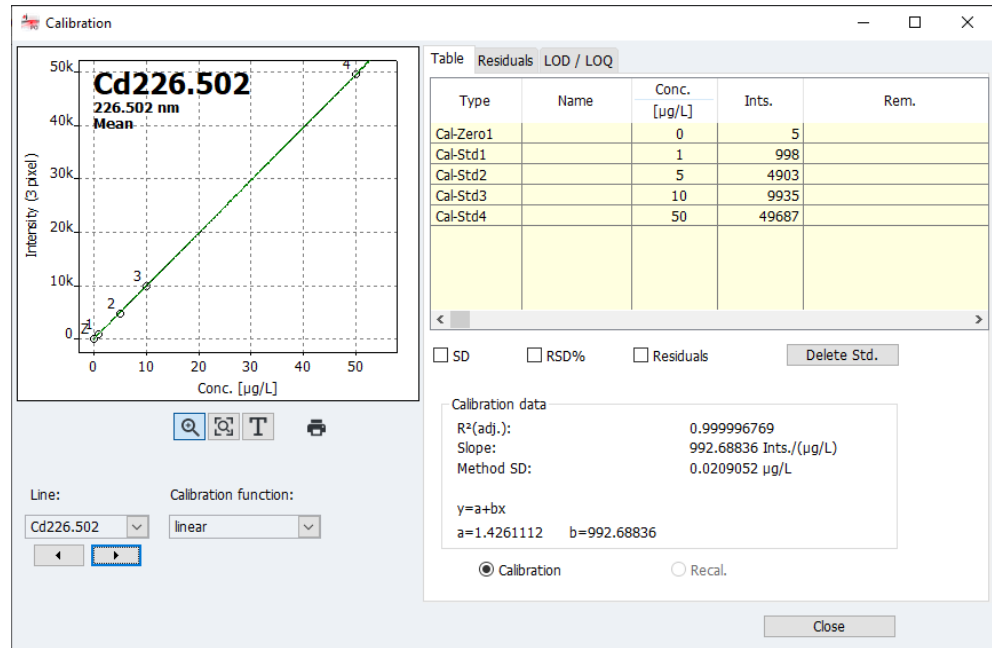 Calibration
50k
40k
30k
20k
10k
0
Cd226.502
226.502 nm
Mean
4
3
2
1
Z
Intensity (3 pixel)
0 10 20 30 40 50
Conc. [µg/L]
Line: Calibration function:
Cd226.502 linear
Table Residuals LOD / LOQ
Type Name Conc. [µg/L] Ints. Rem.
Cal-Zero1 0 5
Cal-Std1 1 998
Cal-Std2 5 4903
Cal-Std3 10 9935
Cal-Std4 50 49687
SD RSD% Residuals Delete Std.
Calibration data
R²(adj.): 0.999996769
Slope: 992.68836 Ints./(µg/L)
Method SD: 0.0209052 µg/L
y=a+bx
a=1.4261112 b=992.68836
Calibration Recal.
Close